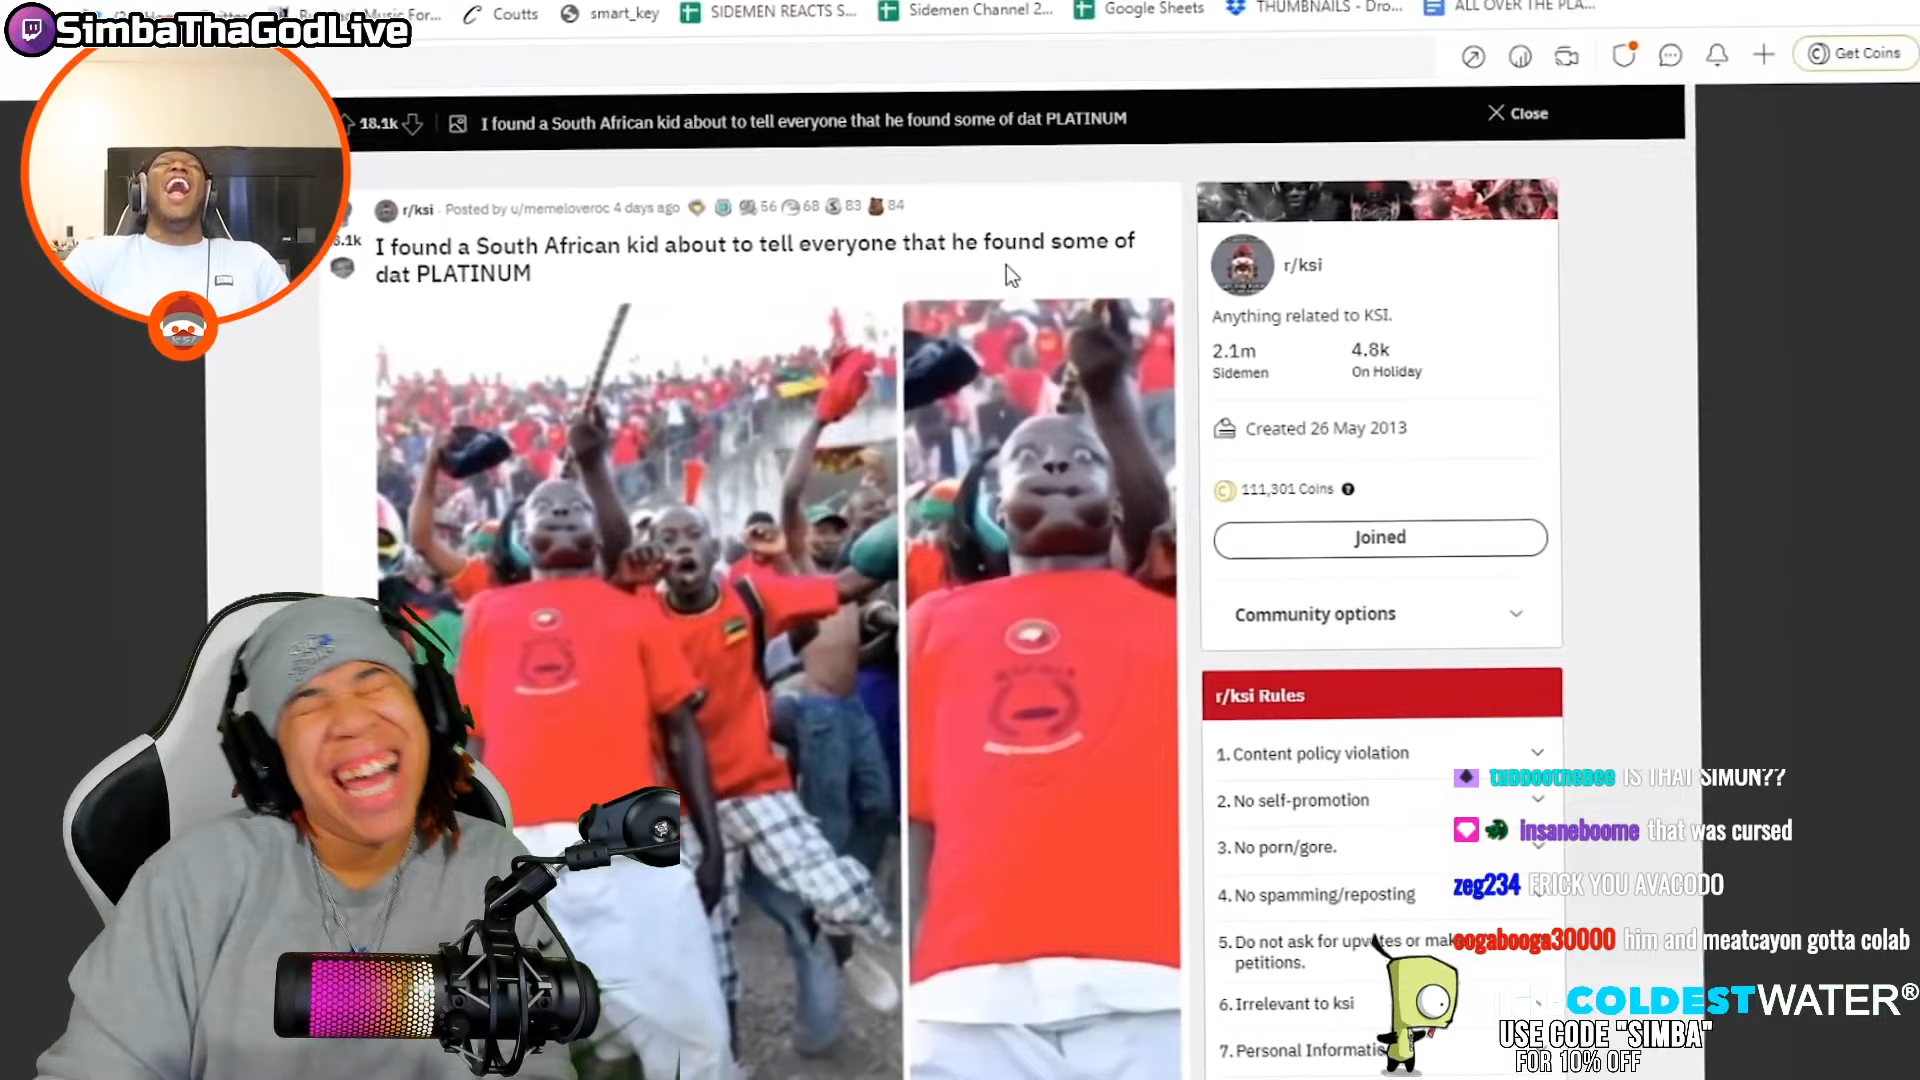 Coutts
smart_key
SIDEMEN REACTS S...
Sidemen Channel 2...
Google Sheets
THUMBNAILS - Dro...
ALL OVER THE PLA...
SimbaThaGodLive
Get Coins
18.1k
I found a South African kid about to tell everyone that he found some of dat PLATINUM
Close
r/ksi · Posted by u/memeloveroc 4 days ago 56 68 83 84
I found a South African kid about to tell everyone that he found some of
dat PLATINUM
r/ksi
Anything related to KSI.
2.1m
Sidemen
4.8k
On Holiday
Created 26 May 2013
111,301 Coins
Joined
Community options
r/ksi Rules
1. Content policy violation
2. No self-promotion
3. No porn/gore.
4. No spamming/reposting
5. Do not ask for upvotes or
petitions.
6. Irrelevant to ksi
7. Personal
tubboothebee IS THAT SIMUN??
insaneboome that was cursed
zeg234 FRICK YOU AVACODO
oogabooga30000 him and meatcayon gotta colab
COLDESTWATER®
USE CODE "SIMBA"
FOR 10% OFF